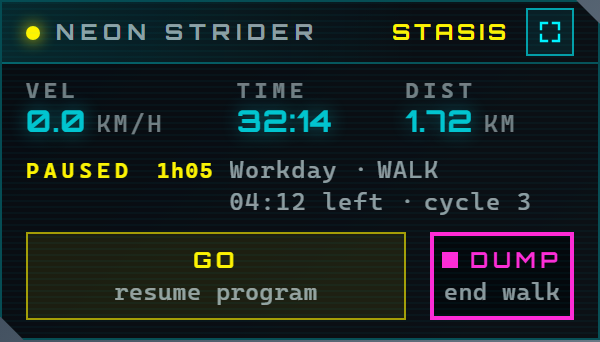 NEON STRIDER STASIS
VEL TIME DIST
0.0 KM/H 32:14 1.72 KM
PAUSED 1h05 Workday · WALK
04:12 left · cycle 3
GO DUMP
resume program end walk